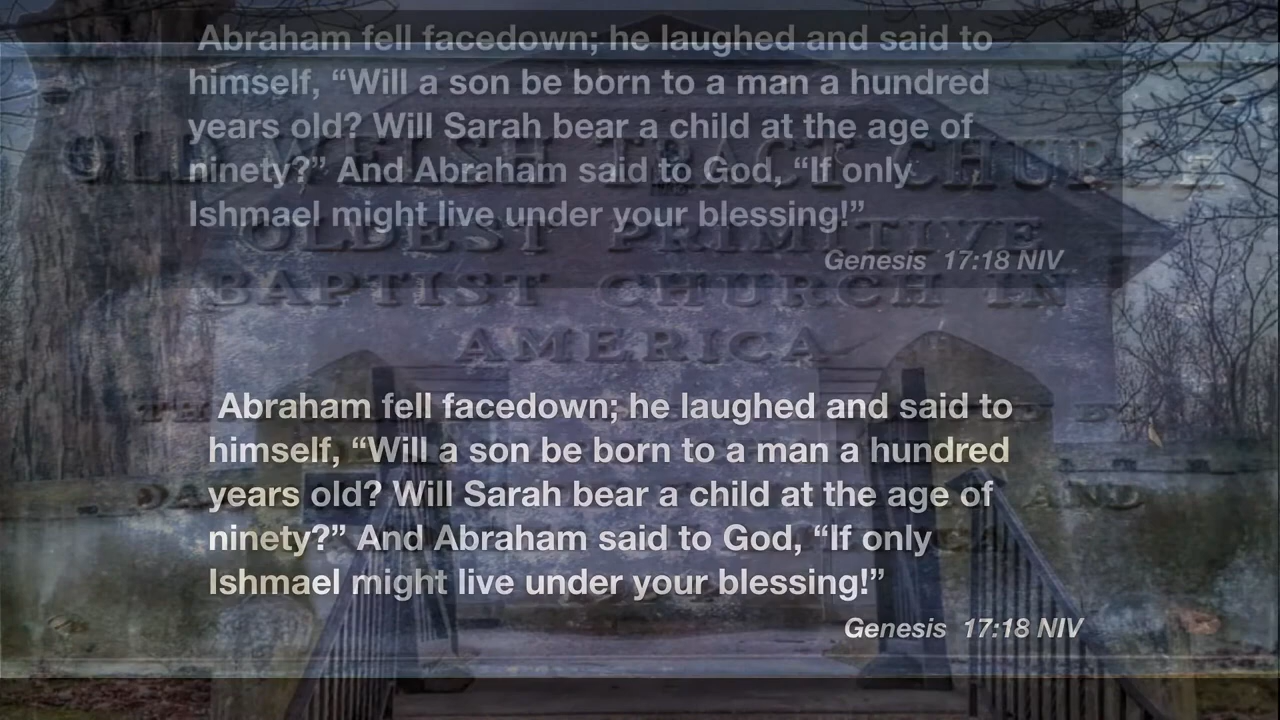 Abraham fell facedown; he laughed and said to
himself, “Will a son be born to a man a hundred
years old? Will Sarah bear a child at the age of
ninety?” And Abraham said to God, “If only
Ishmael might live under your blessing!”
Genesis 17:18 NIV
OLD WELSH TRACT CHURCH
OLDEST PRIMITIVE
BAPTIST CHURCH IN
AMERICA
Abraham fell facedown; he laughed and said to
himself, “Will a son be born to a man a hundred
years old? Will Sarah bear a child at the age of
ninety?” And Abraham said to God, “If only
Ishmael might live under your blessing!”
Genesis 17:18 NIV
AND